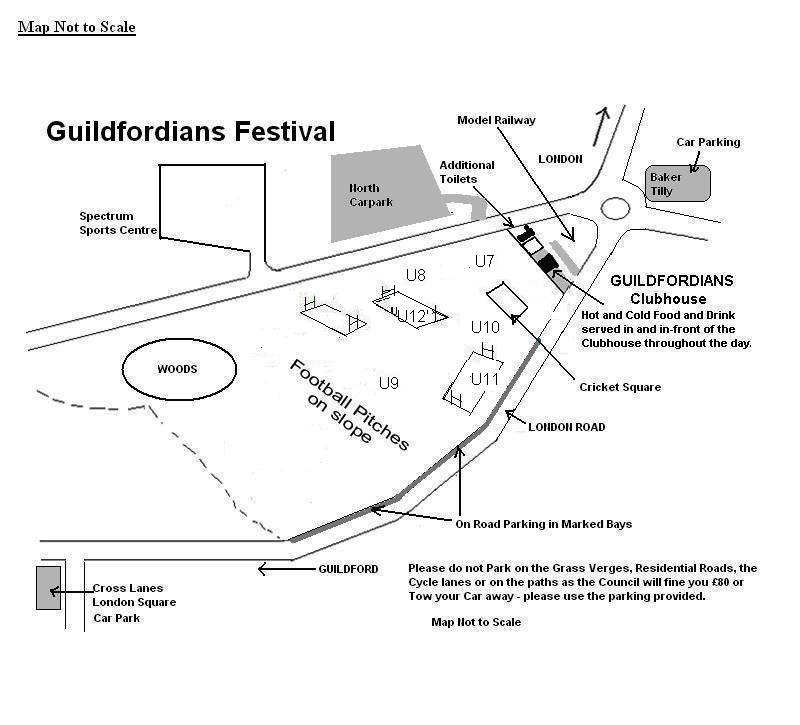 Map Not to Scale
Guildfordians Festival
Model Railway
LONDON
Car Parking
Additional
Toilets
Baker
Tilly
North
Carpark
Spectrum
Sports Centre
U7
U8
GUILDFORDIANS
Clubhouse
Hot and Cold Food and Drink
served in and in-front of the
Clubhouse throughout the day.
"U12"
U10
WOODS
U9
U11
Cricket Square
Football Pitches
on slope
LONDON ROAD
On Road Parking in Marked Bays
GUILDFORD
Please do not Park on the Grass Verges, Residential Roads, the
Cycle lanes or on the paths as the Council will fine you £80 or
Tow your Car away - please use the parking provided.
Cross Lanes
London Square
Car Park
Map Not to Scale